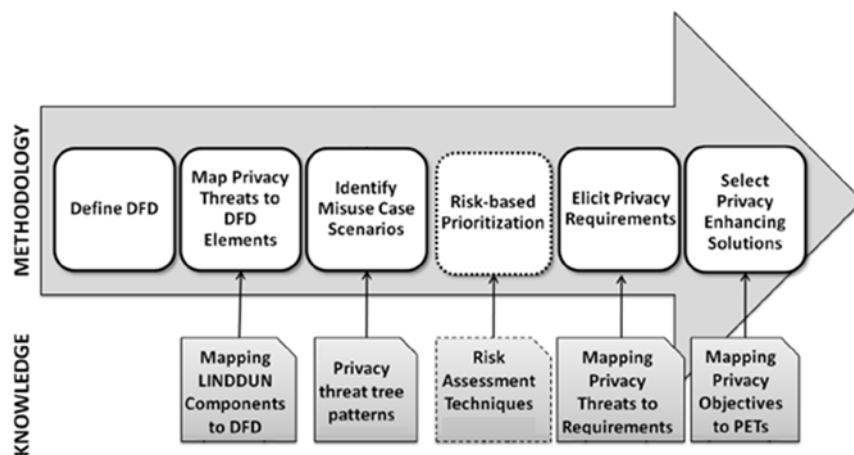 METHODOLOGY
Define DFD
Map Privacy
Threats to
DFD
Elements
Identify
Misuse Case
Scenarios
Risk-based
Prioritization
Elicit Privacy
Requirements
Select
Privacy
Enhancing
Solutions
KNOWLEDGE
Mapping
LINDDUN
Components
to DFD
Privacy
threat tree
patterns
Risk
Assessment
Techniques
Mapping
Privacy
Threats to
Requirements
Mapping
Privacy
Objectives
to PETs